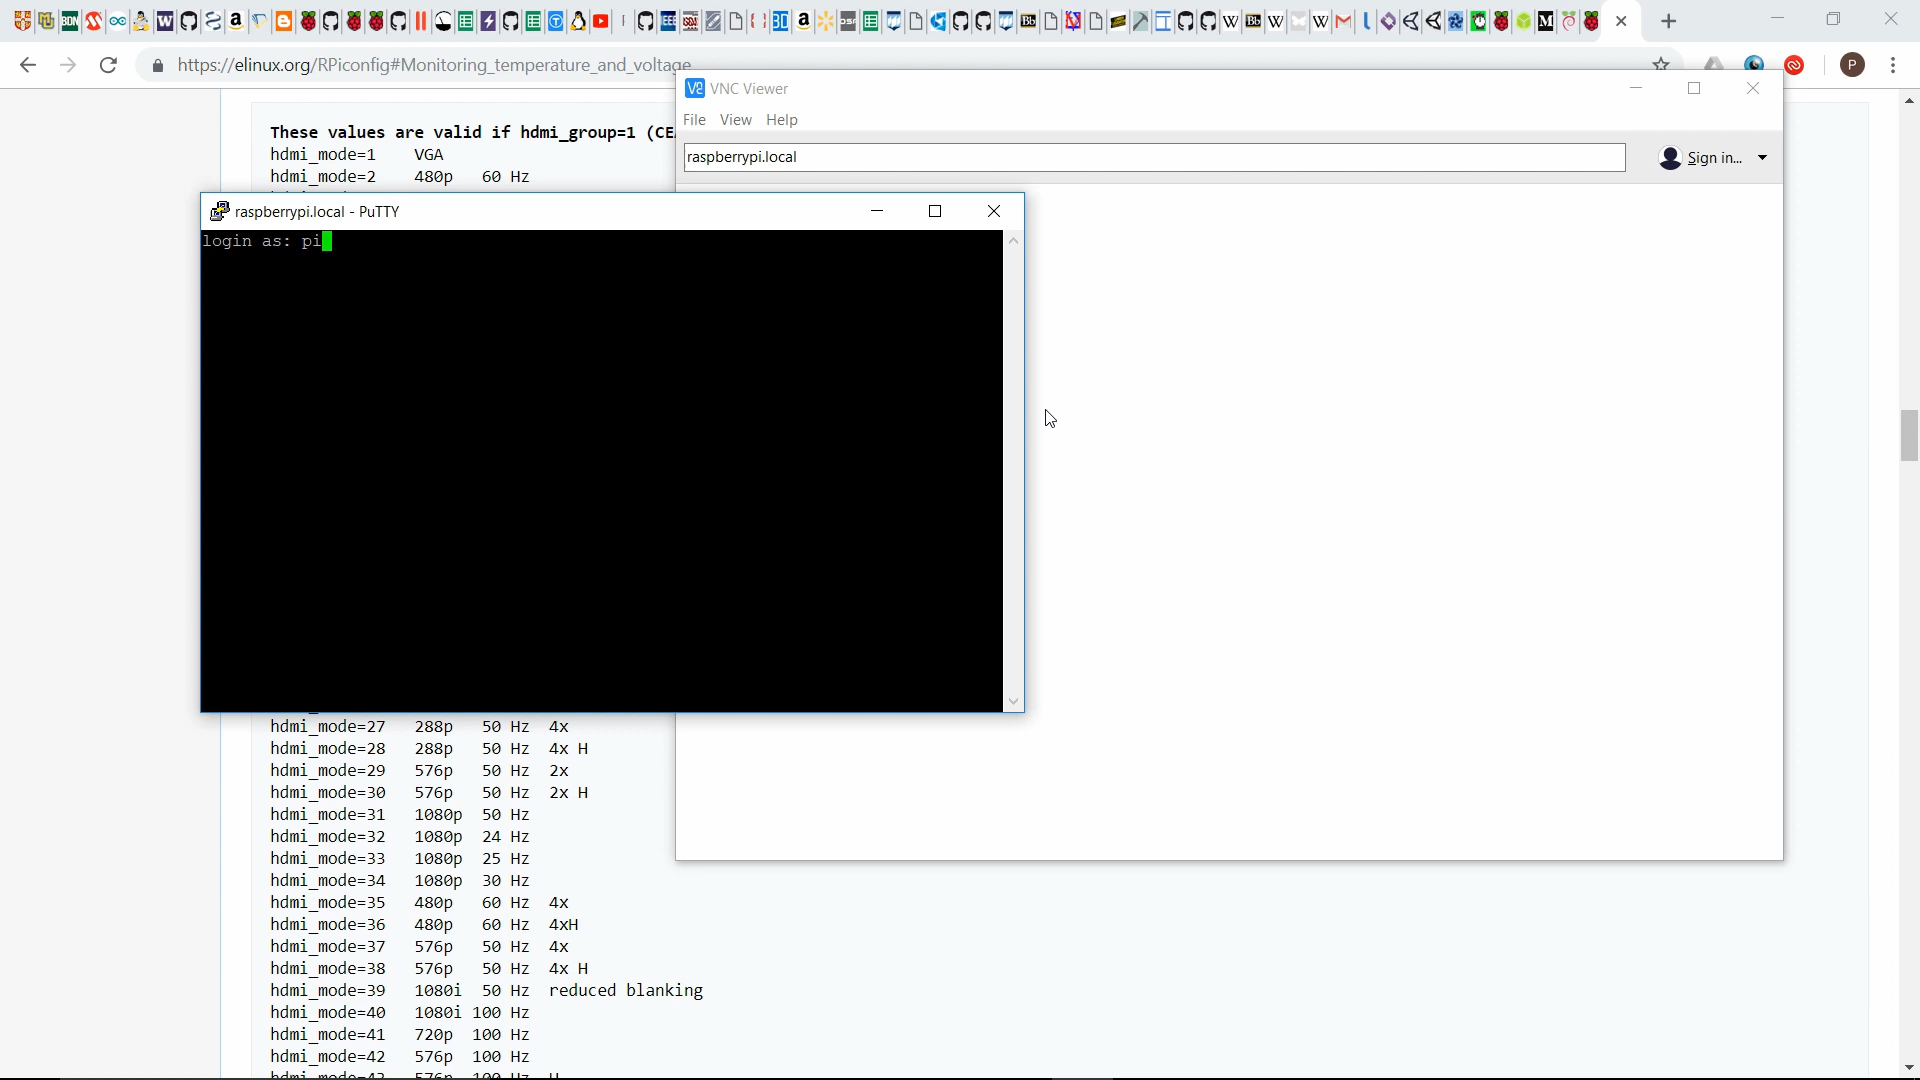 https://elinux.org/RPiconfig#Monitoring_temperature_and_voltage
P
These values are valid if hdmi_group=1 (CEA
hdmi_mode=1 VGA
hdmi_mode=2 480p 60 Hz
VNC Viewer
File View Help
raspberrypi.local
Sign in...
raspberrypi.local - PuTTY
login as: pi
hdmi_mode=27 288p 50 Hz 4x
hdmi_mode=28 288p 50 Hz 4x H
hdmi_mode=29 576p 50 Hz 2x
hdmi_mode=30 576p 50 Hz 2x H
hdmi_mode=31 1080p 50 Hz
hdmi_mode=32 1080p 24 Hz
hdmi_mode=33 1080p 25 Hz
hdmi_mode=34 1080p 30 Hz
hdmi_mode=35 480p 60 Hz 4x
hdmi_mode=36 480p 60 Hz 4xH
hdmi_mode=37 576p 50 Hz 4x
hdmi_mode=38 576p 50 Hz 4x H
hdmi_mode=39 1080i 50 Hz reduced blanking
hdmi_mode=40 1080i 100 Hz
hdmi_mode=41 720p 100 Hz
hdmi_mode=42 576p 100 Hz
hdmi_mode=43 576p 100 Hz H